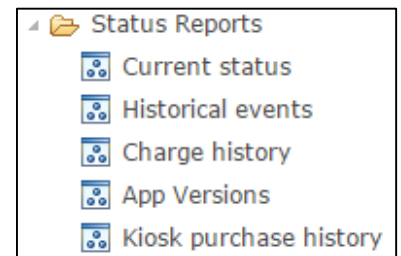 Status Reports
Current status
Historical events
Charge history
App Versions
Kiosk purchase history